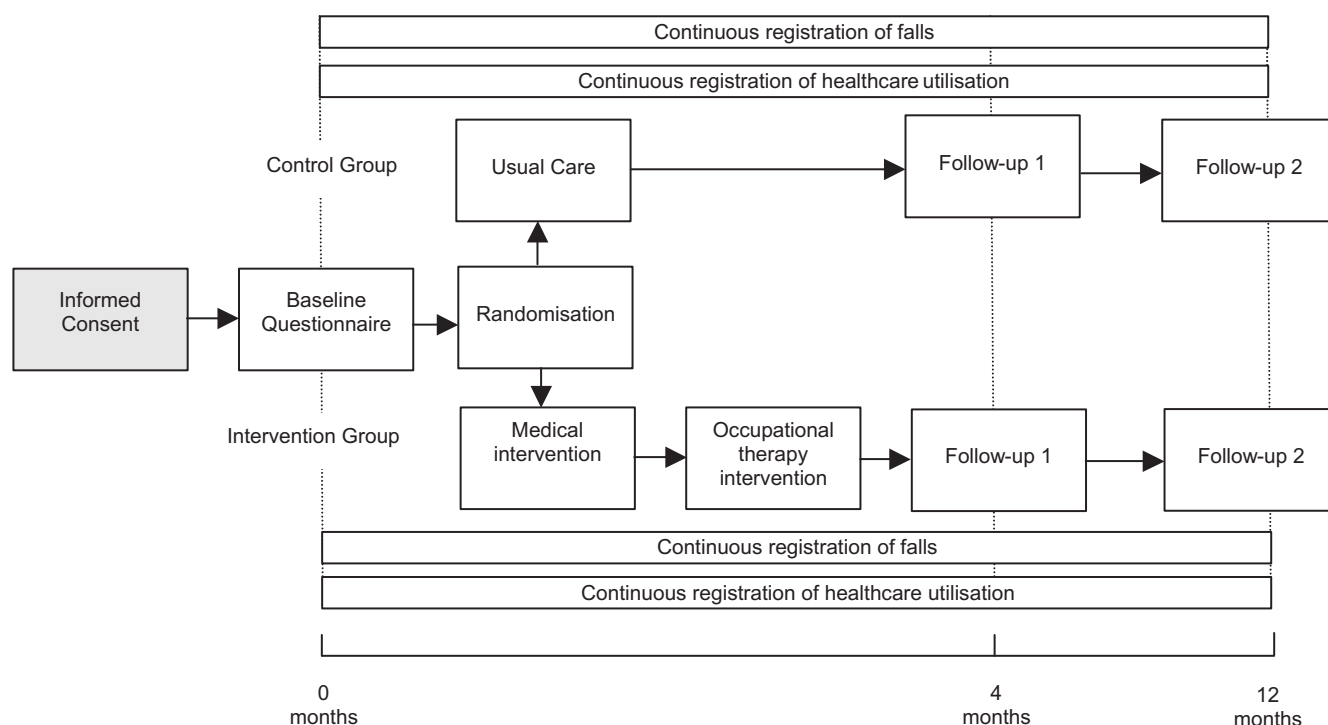 Continuous registration of falls
Continuous registration of healthcare utilisation
Control Group
Usual Care
Follow-up 1
Follow-up 2
Informed
Consent
Baseline
Questionnaire
Randomisation
Intervention Group
Medical
intervention
Occupational
therapy
intervention
Follow-up 1
Follow-up 2
Continuous registration of falls
Continuous registration of healthcare utilisation
0
months
4
months
12
months